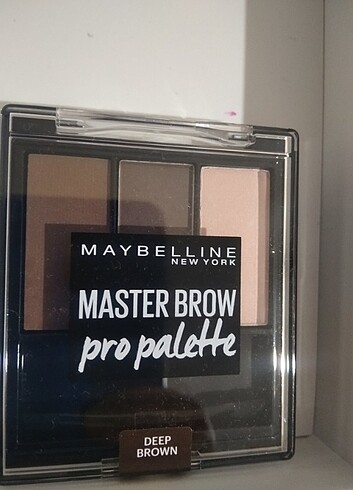 MAYBELLINE
NEW YORK
MASTER BROW
pro palette
DEEP
BROWN